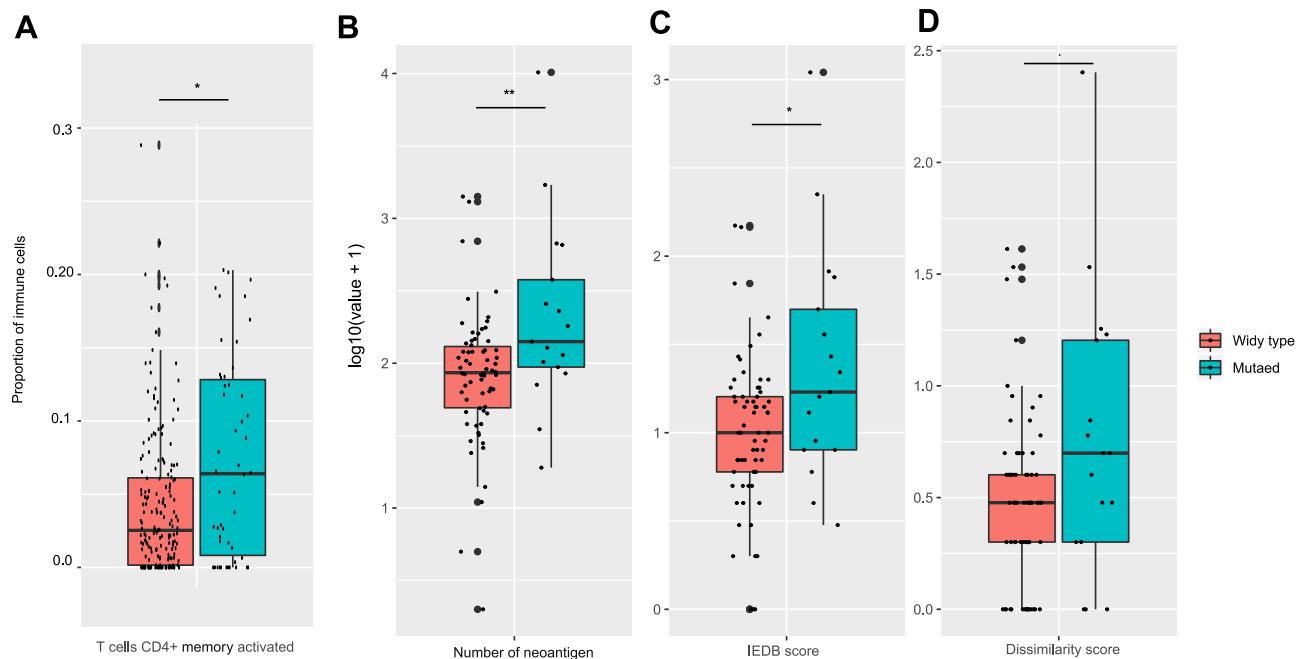 A
B
C
D
Proportion of immune cells
0.3
0.20
0.1
0.0
*
T cells CD4+ memory activated
log10(value + 1)
4
3
2
1
**
Number of neoantigen
3
2
1
0
*
IEDB score
2.5
2.0
1.5
1.0
0.5
0.0
.
Dissimilarity score
Widy type
Mutaed